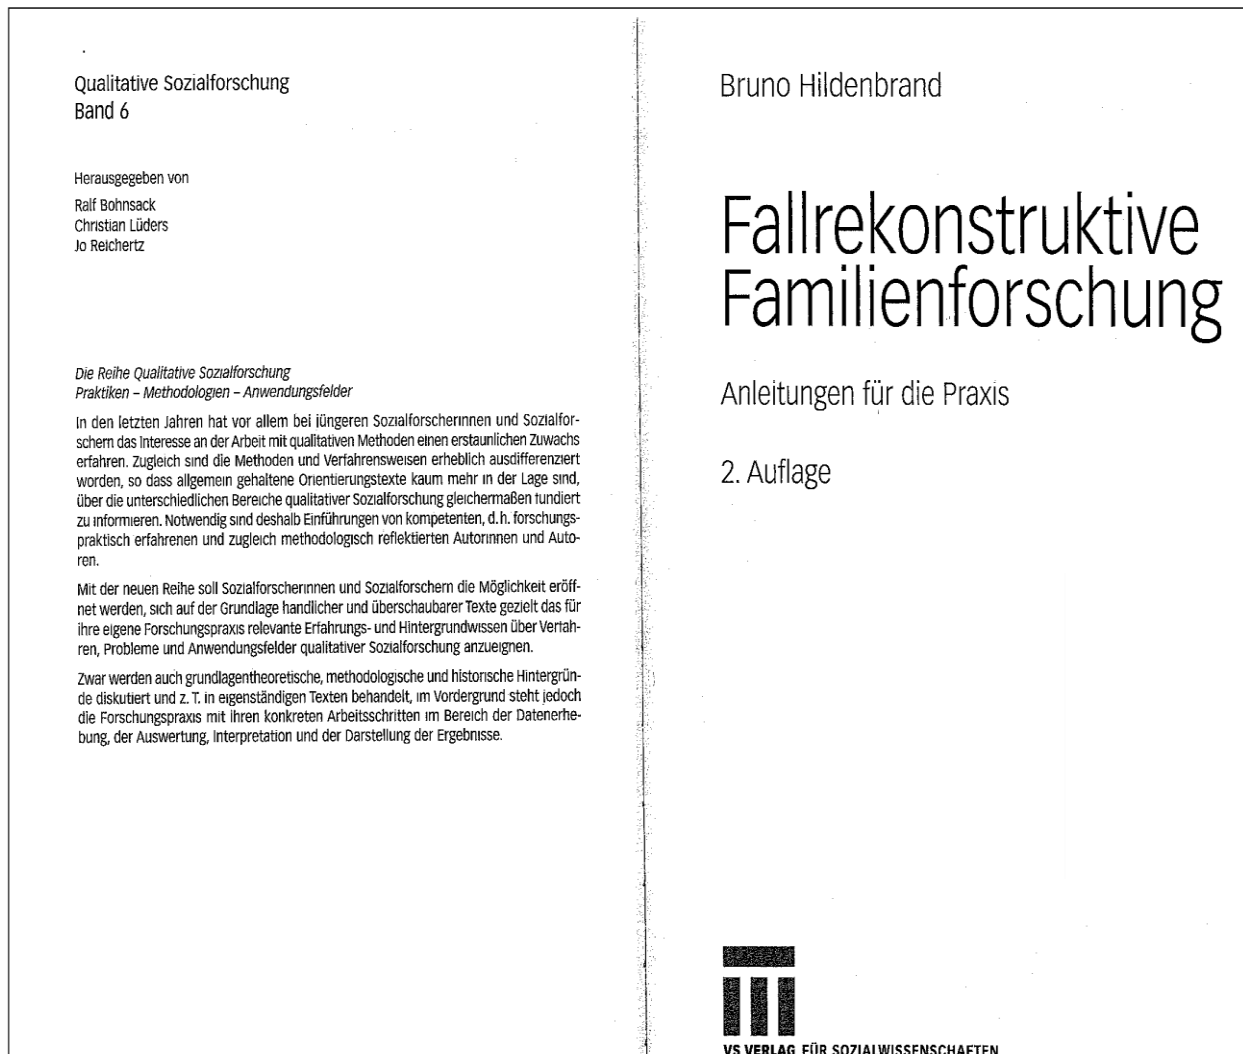 Qualitative Sozialforschung
Band 6
Herausgegeben von
Ralf Bohnsack
Christian Lüders
Jo Reichertz
Die Reihe Qualitative Sozialforschung
Praktiken – Methodologien – Anwendungsfelder
In den letzten Jahren hat vor allem bei jüngeren Sozialforscherinnen und Sozialfor-
schern das Interesse an der Arbeit mit qualitativen Methoden einen erstaunlichen Zuwachs
erfahren. Zugleich sind die Methoden und Verfahrensweisen erheblich ausdifferenziert
worden, so dass allgemein gehaltene Orientierungstexte kaum mehr in der Lage sind,
über die unterschiedlichen Bereiche qualitativer Sozialforschung gleichermaßen fundiert
zu informieren. Notwendig sind deshalb Einführungen von kompetenten, d.h. forschungs-
praktisch erfahrenen und zugleich methodologisch reflektierten Autorinnen und Auto-
ren.
Mit der neuen Reihe soll Sozialforscherinnen und Sozialforschern die Möglichkeit eröff-
net werden, sich auf der Grundlage handlicher und überschaubarer Texte gezielt das für
ihre eigene Forschungspraxis relevante Erfahrungs- und Hintergrundwissen über Verfah-
ren, Probleme und Anwendungsfelder qualitativer Sozialforschung anzueignen.
Zwar werden auch grundlagentheoretische, methodologische und historische Hintergrün-
de diskutiert und z. T. in eigenständigen Texten behandelt, im Vordergrund steht jedoch
die Forschungspraxis mit ihren konkreten Arbeitsschritten im Bereich der Datenerhe-
bung, der Auswertung, Interpretation und der Darstellung der Ergebnisse.
Bruno Hildenbrand
Fallrekonstruktive
Familienforschung
Anleitungen für die Praxis
2. Auflage
VS VERLAG FÜR SOZIALWISSENSCHAFTEN